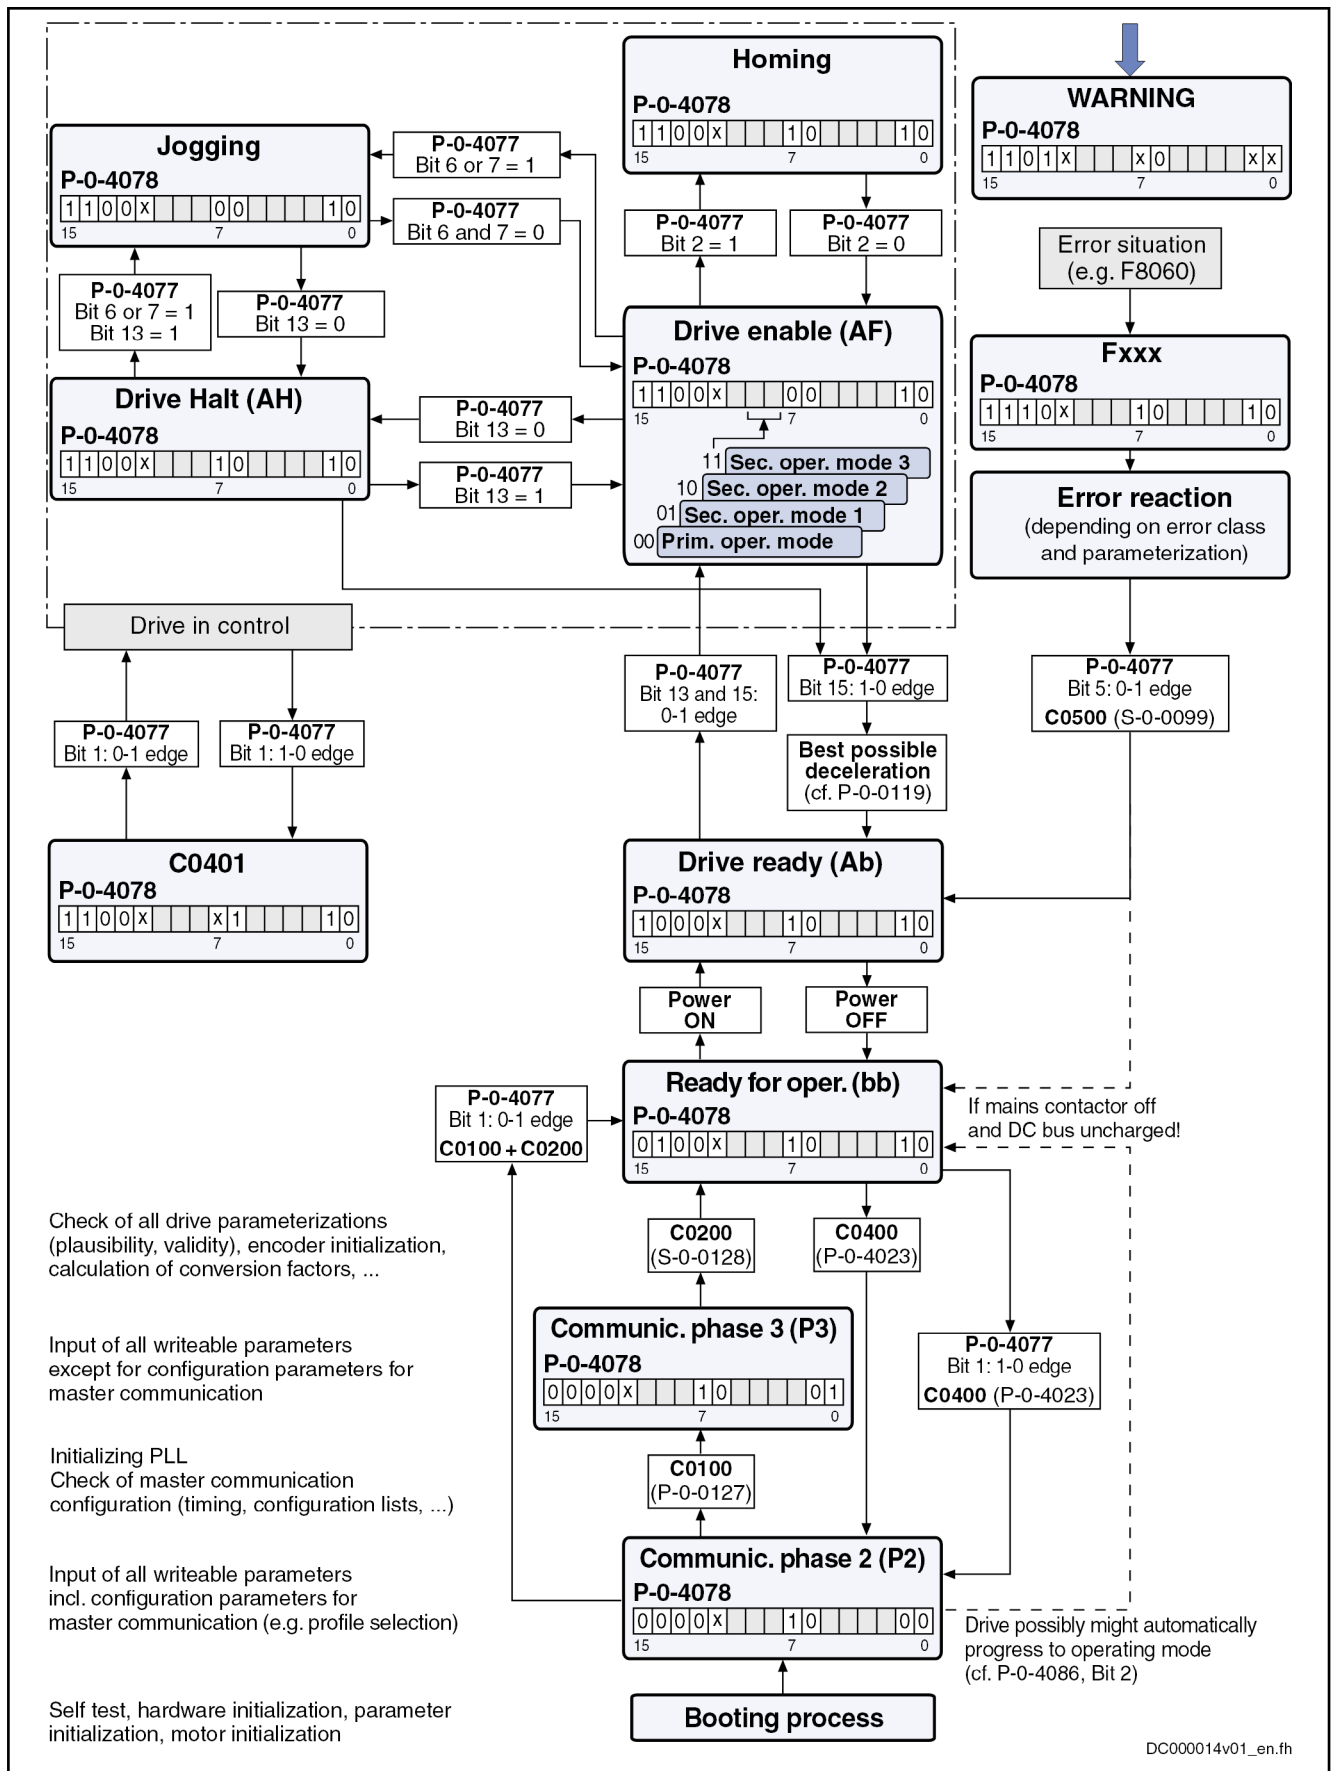 Homing
P-0-4078
1 1 0 0 x 1 0 1 0
15 7 0
WARNING
P-0-4078
1 1 0 1 x x 0 x x
15 7 0
Jogging
P-0-4078
1 1 0 0 x 0 0 1 0
15 7 0
P-0-4077
Bit 6 or 7 = 1
P-0-4077
Bit 6 and 7 = 0
P-0-4077
Bit 2 = 1
P-0-4077
Bit 2 = 0
Error situation
(e.g. F8060)
P-0-4077
Bit 6 or 7 = 1
Bit 13 = 1
P-0-4077
Bit 13 = 0
Drive enable (AF)
P-0-4078
1 1 0 0 x 0 0 1 0
15 7 0
11 Sec. oper. mode 3
10 Sec. oper. mode 2
01 Sec. oper. mode 1
00 Prim. oper. mode
Fxxx
P-0-4078
1 1 1 0 x 1 0 1 0
15 7 0
Drive Halt (AH)
P-0-4078
1 1 0 0 x 1 0 1 0
15 7 0
P-0-4077
Bit 13 = 0
P-0-4077
Bit 13 = 1
Error reaction
(depending on error class
and parameterization)
Drive in control
P-0-4077
Bit 13 and 15:
0-1 edge
P-0-4077
Bit 15: 1-0 edge
P-0-4077
Bit 5: 0-1 edge
C0500 (S-0-0099)
P-0-4077
Bit 1: 0-1 edge
P-0-4077
Bit 1: 1-0 edge
Best possible
deceleration
(cf. P-0-0119)
C0401
P-0-4078
1 1 0 0 x x 1 1 0
15 7 0
Drive ready (Ab)
P-0-4078
1 0 0 0 x 1 0 1 0
15 7 0
Power
ON
Power
OFF
Ready for oper. (bb)
P-0-4078
0 1 0 0 x 1 0 1 0
15 7 0
P-0-4077
Bit 1: 0-1 edge
C0100 + C0200
If mains contactor off
and DC bus uncharged!
Check of all drive parameterizations
(plausibility, validity), encoder initialization,
calculation of conversion factors, ...
C0200
(S-0-0128)
C0400
(P-0-4023)
Communic. phase 3 (P3)
P-0-4078
0 0 0 0 x 1 0 0 1
15 7 0
Input of all writeable parameters
except for configuration parameters for
master communication
P-0-4077
Bit 1: 1-0 edge
C0400 (P-0-4023)
Initializing PLL
Check of master communication
configuration (timing, configuration lists, ...)
C0100
(P-0-0127)
Communic. phase 2 (P2)
P-0-4078
0 0 0 0 x 1 0 0 0
15 7 0
Input of all writeable parameters
incl. configuration parameters for
master communication (e.g. profile selection)
Drive possibly might automatically
progress to operating mode
(cf. P-0-4086, Bit 2)
Self test, hardware initialization, parameter
initialization, motor initialization
Booting process
DC000014v01_en.fh